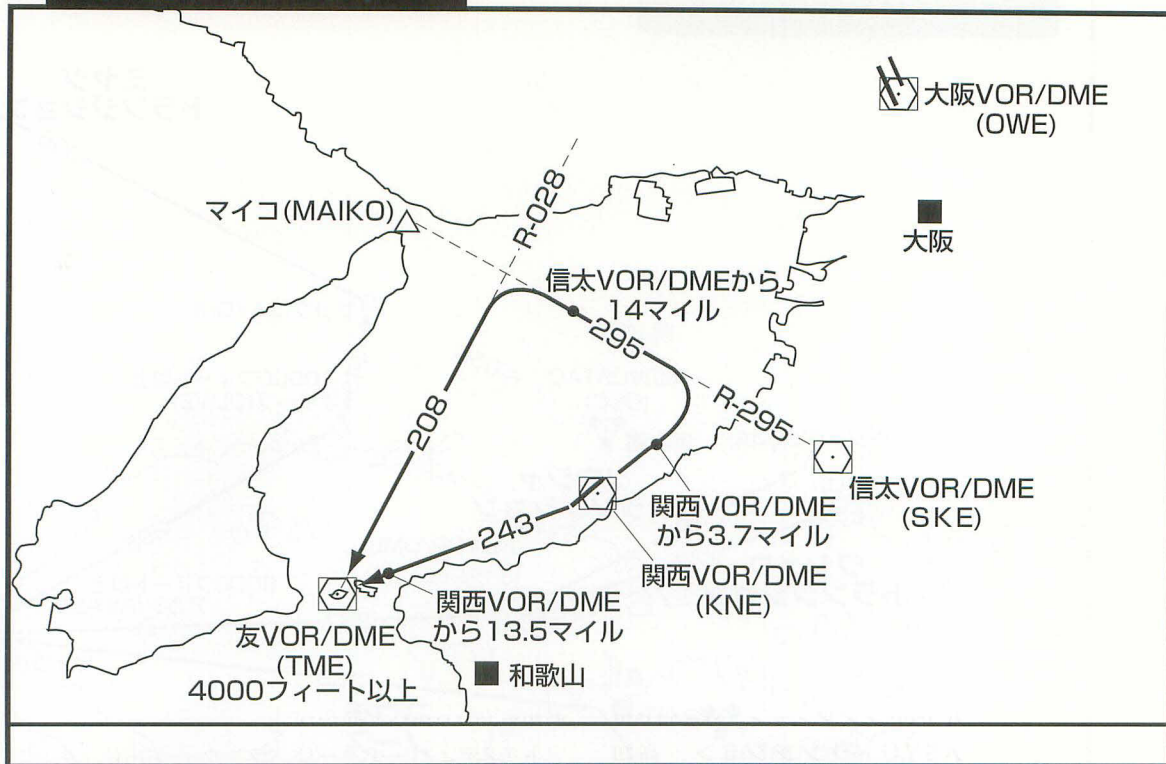 大阪VOR/DME
(OWE)
大阪
マイコ(MAIKO)
R-028
信太VOR/DMEから
14マイル
295
R-295
信太VOR/DME
(SKE)
208
関西VOR/DME
から3.7マイル
243
関西VOR/DME
(KNE)
関西VOR/DME
から13.5マイル
友VOR/DME
(TME)
4000フィート以上
和歌山